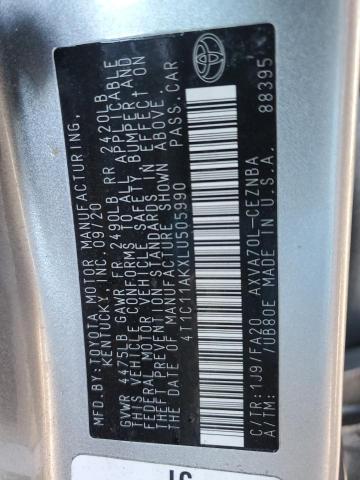 MFD.BY:TOYOTA MOTOR MANUFACTURING,
KENTUCKY, INC. 09/20
GVWR 4475LB GAWR FR 2490LB RR 2420LB
THIS VEHICLE CONFORMS TO ALL APPLICABLE
FEDERAL MOTOR VEHICLE SAFETY, BUMPER, AND
THEFT PREVENTION STANDARDS IN EFFECT ON
THE DATE OF MANUFACTURE SHOWN ABOVE.
4T1C11AKXLU505990 PASS.CAR
C/TR:1J9/FA20 AXVA70L-CEZNBA
A/TM: /UB80E MADE IN U.S.A.
88395
TOYOTA